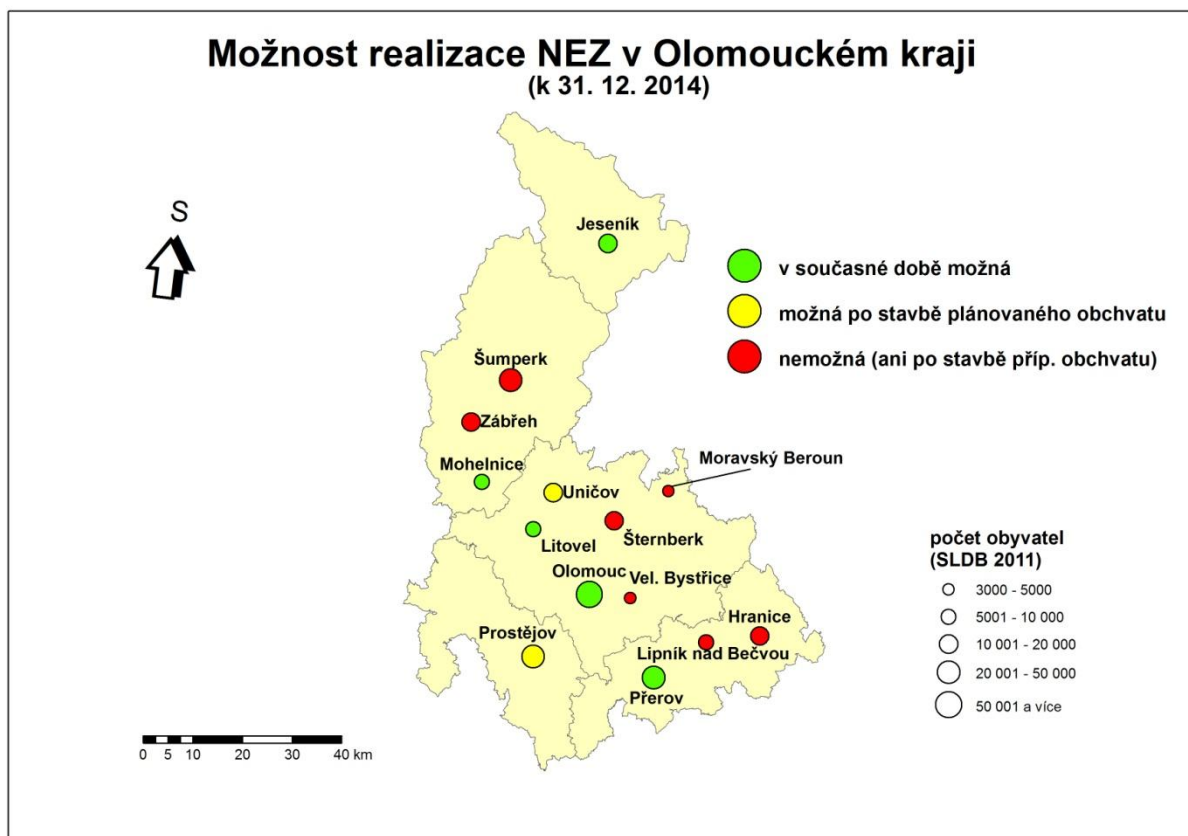 Možnost realizace NEZ v Olomouckém kraji
(k 31. 12. 2014)
S
Jeseník
v současné době možná
možná po stavbě plánovaného obchvatu
nemožná (ani po stavbě příp. obchvatu)
Šumperk
Zábřeh
Mohelnice
Moravský Beroun
Uničov
Šternberk
Litovel
Olomouc
Vel. Bystřice
Hranice
Prostějov
Lipník nad Bečvou
Přerov
počet obyvatel
(SLDB 2011)
3000 - 5000
5001 - 10 000
10 001 - 20 000
20 001 - 50 000
50 001 a více
0 5 10 20 30 40 km